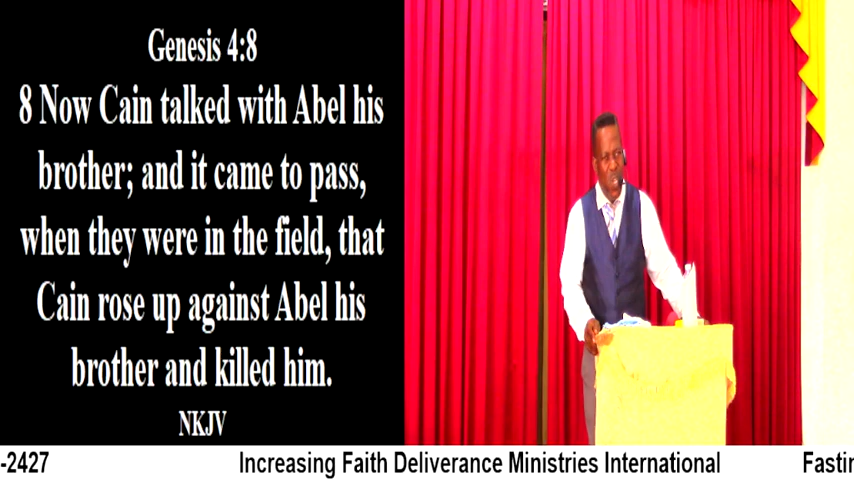 Genesis 4:8
8 Now Cain talked with Abel his
brother; and it came to pass,
when they were in the field, that
Cain rose up against Abel his
brother and killed him.
NKJV
-2427 Increasing Faith Deliverance Ministries International Fastin